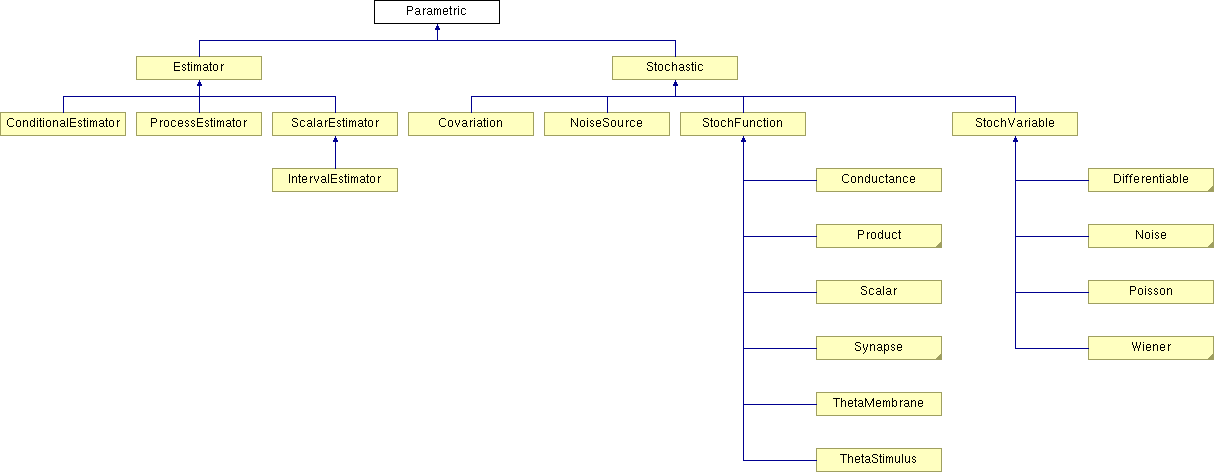 Parametric
Estimator
Stochastic
ConditionalEstimator
ProcessEstimator
ScalarEstimator
Covariation
NoiseSource
StochFunction
StochVariable
IntervalEstimator
Conductance
Differentiable
Product
Noise
Scalar
Poisson
Synapse
Wiener
ThetaMembrane
ThetaStimulus